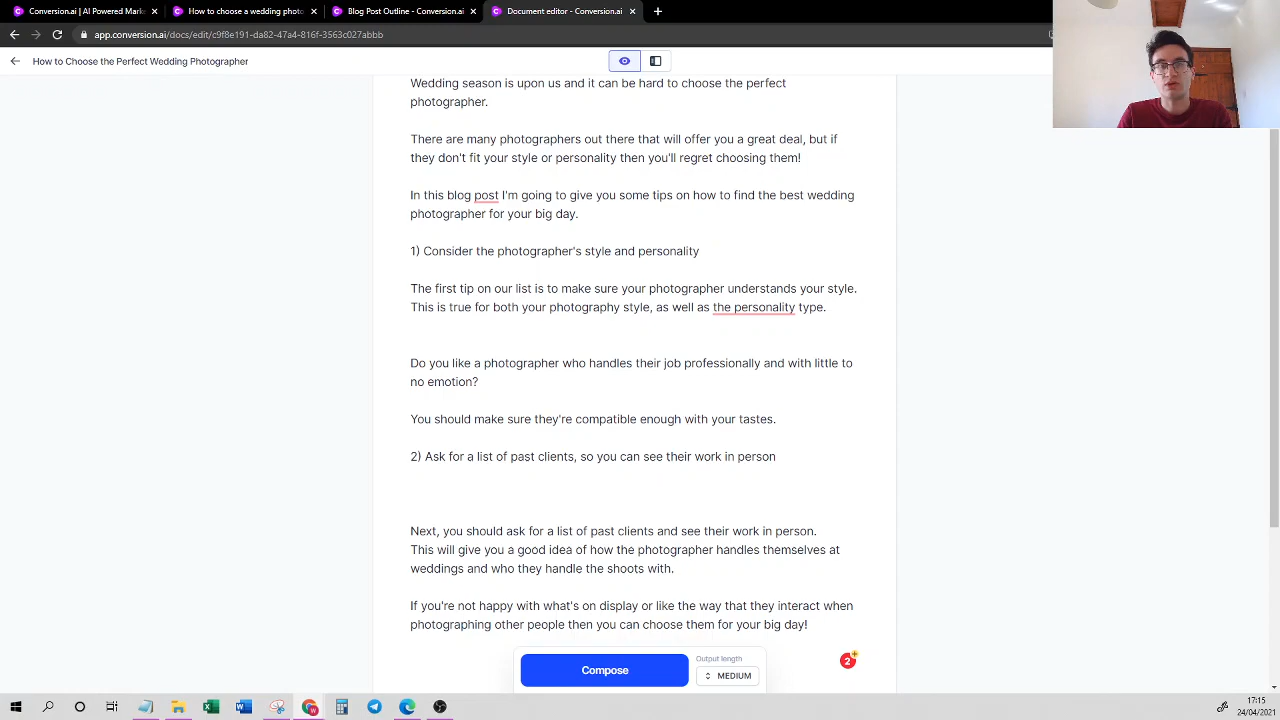 Conversion.ai | AI Powered Mark
How to choose a wedding photo
Blog Post Outline - Conversion.ai
Document editor - Conversion.ai
app.conversion.ai/docs/edit/c9f8e191-da82-47a4-816f-3563c027abbb
How to Choose the Perfect Wedding Photographer
Wedding season is upon us and it can be hard to choose the perfect
photographer.
There are many photographers out there that will offer you a great deal, but if
they don't fit your style or personality then you'll regret choosing them!
In this blog post I'm going to give you some tips on how to find the best wedding
photographer for your big day.
1) Consider the photographer's style and personality
The first tip on our list is to make sure your photographer understands your style.
This is true for both your photography style, as well as the personality type.
Do you like a photographer who handles their job professionally and with little to
no emotion?
You should make sure they're compatible enough with your tastes.
2) Ask for a list of past clients, so you can see their work in person
Next, you should ask for a list of past clients and see their work in person.
This will give you a good idea of how the photographer handles themselves at
weddings and who they handle the shoots with.
If you're not happy with what's on display or like the way that they interact when
photographing other people then you can choose them for your big day!
Compose
Output length
MEDIUM
2
17:15
24/04/2021